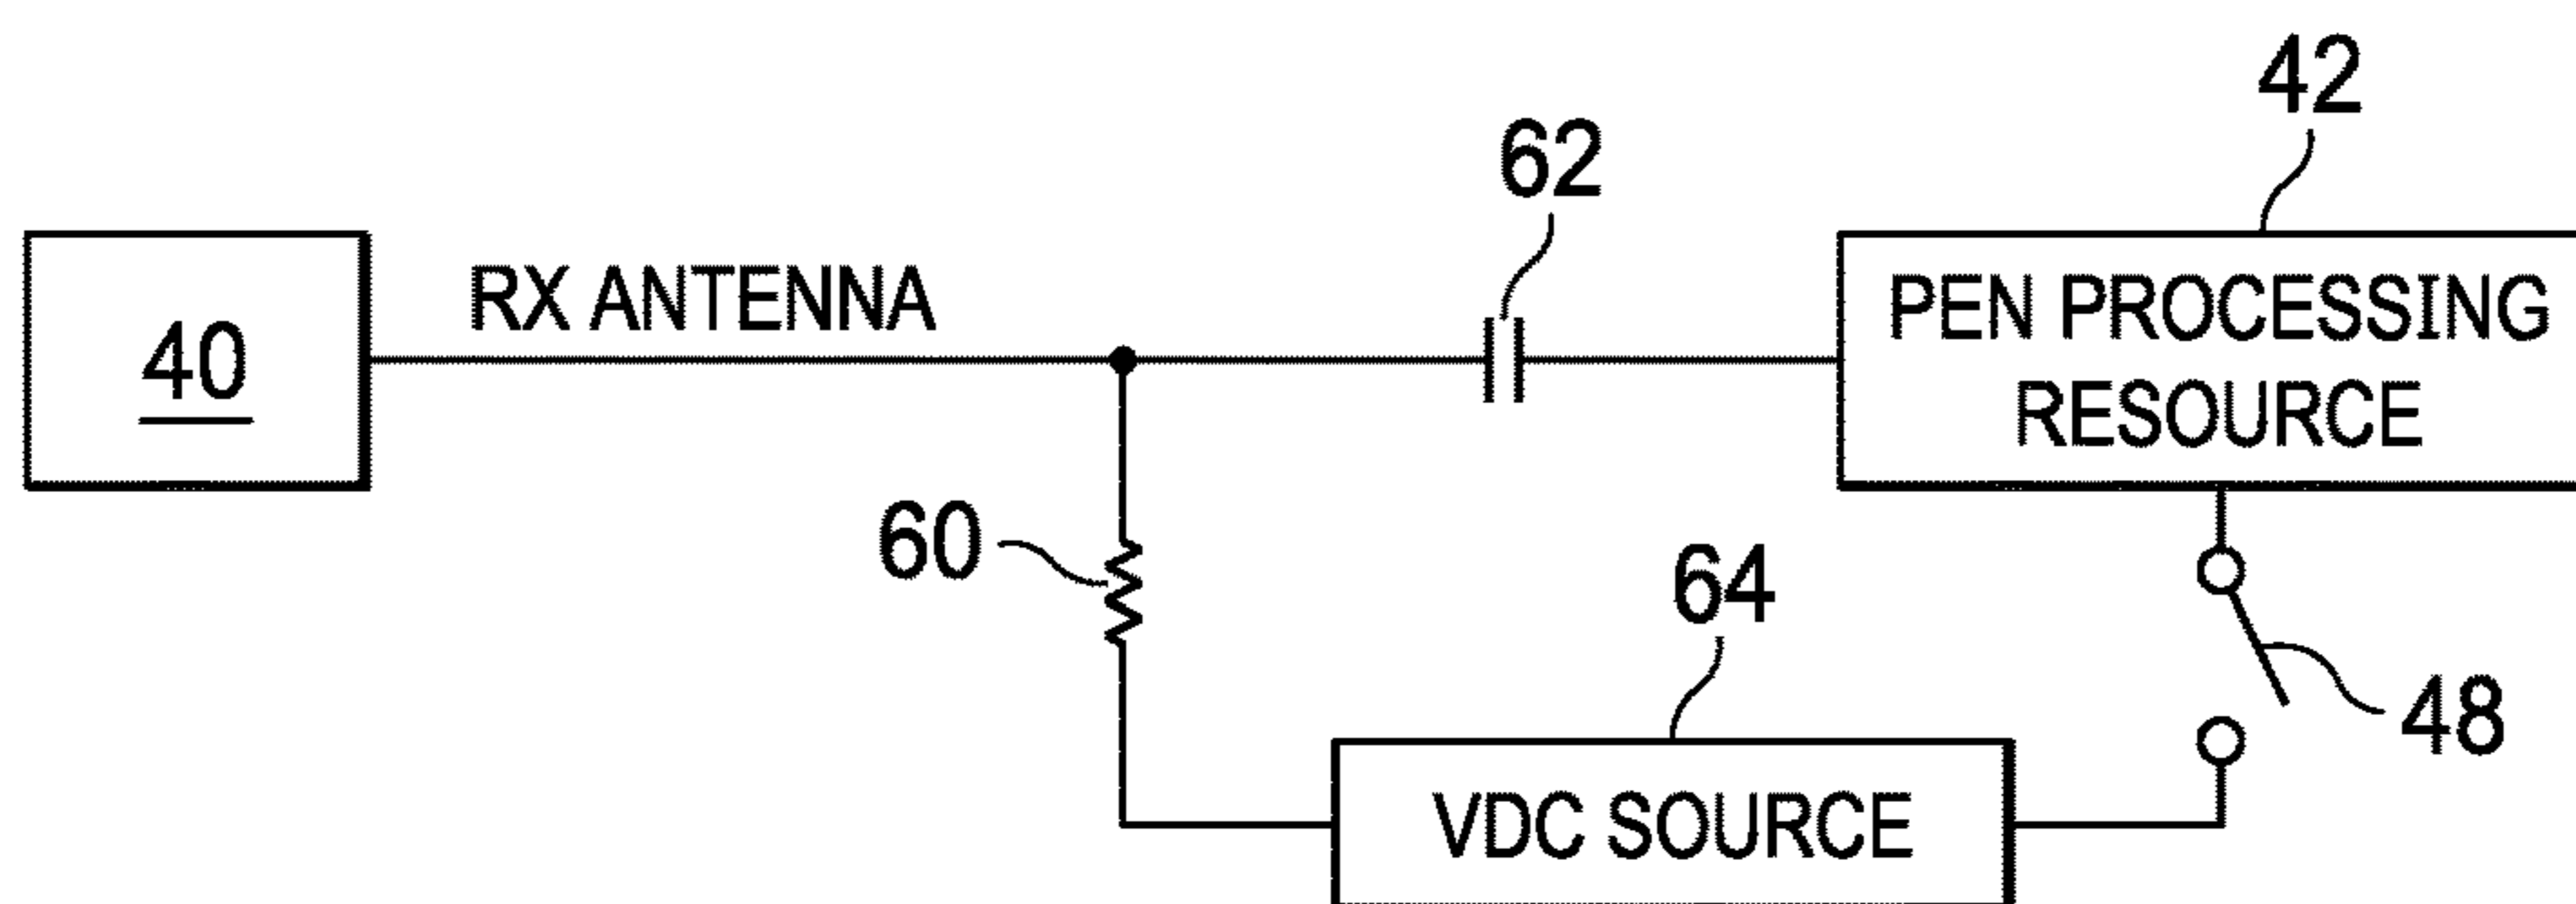 42
62
40
RX ANTENNA
PEN PROCESSING
RESOURCE
60
64
48
VDC SOURCE